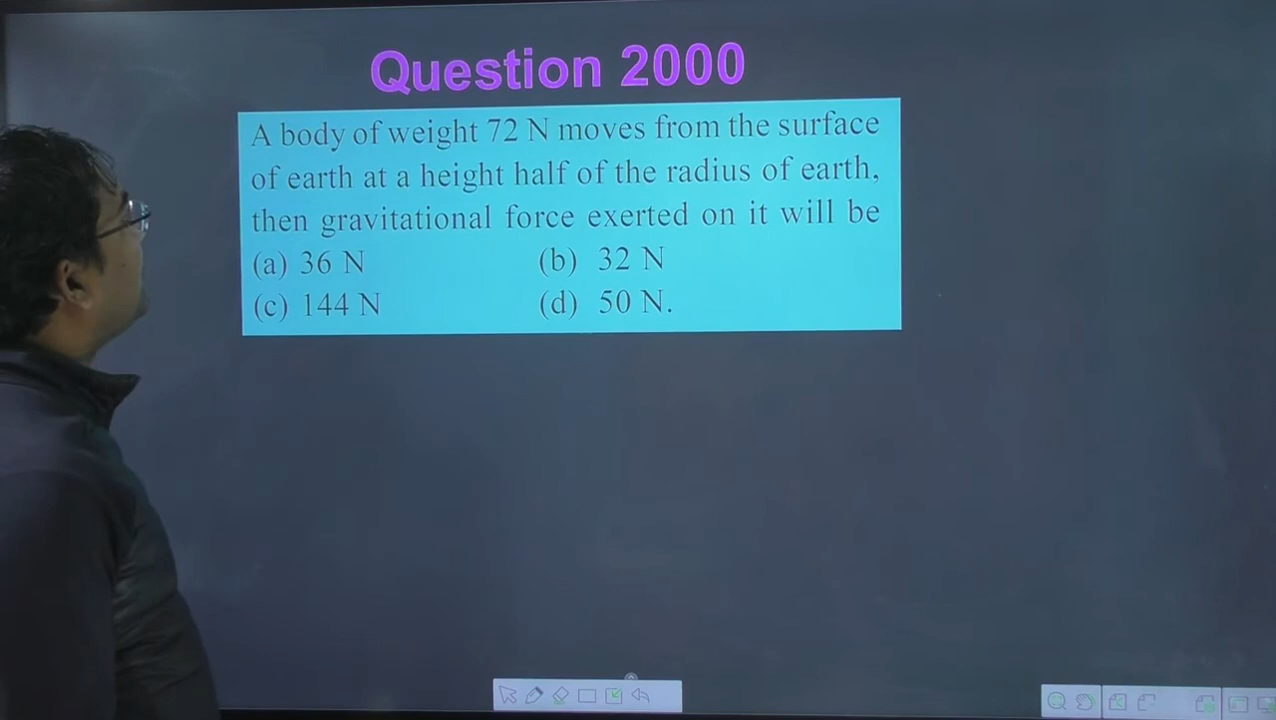 Question 2000
A body of weight 72 N moves from the surface
of earth at a height half of the radius of earth,
then gravitational force exerted on it will be
(a) 36 N (b) 32 N
(c) 144 N (d) 50 N.